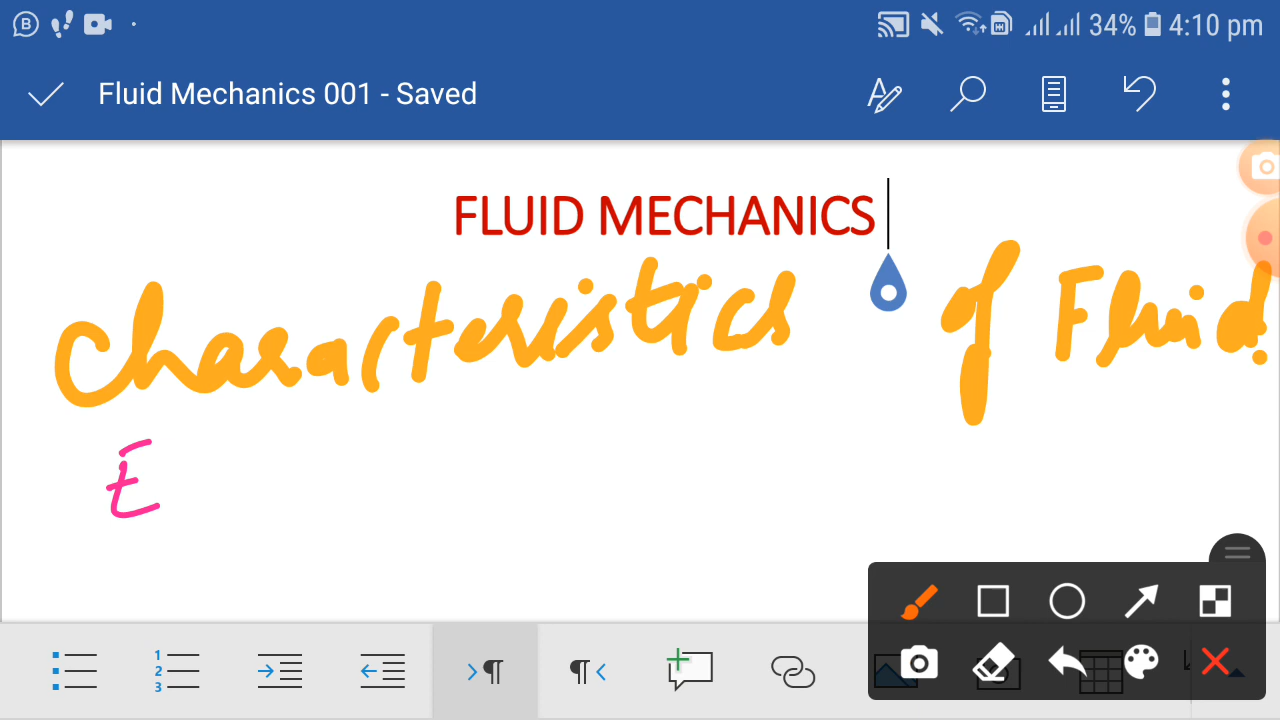 34% 4:10 pm
Fluid Mechanics 001 - Saved
FLUID MECHANICS
Characteristics of Fluid:
E